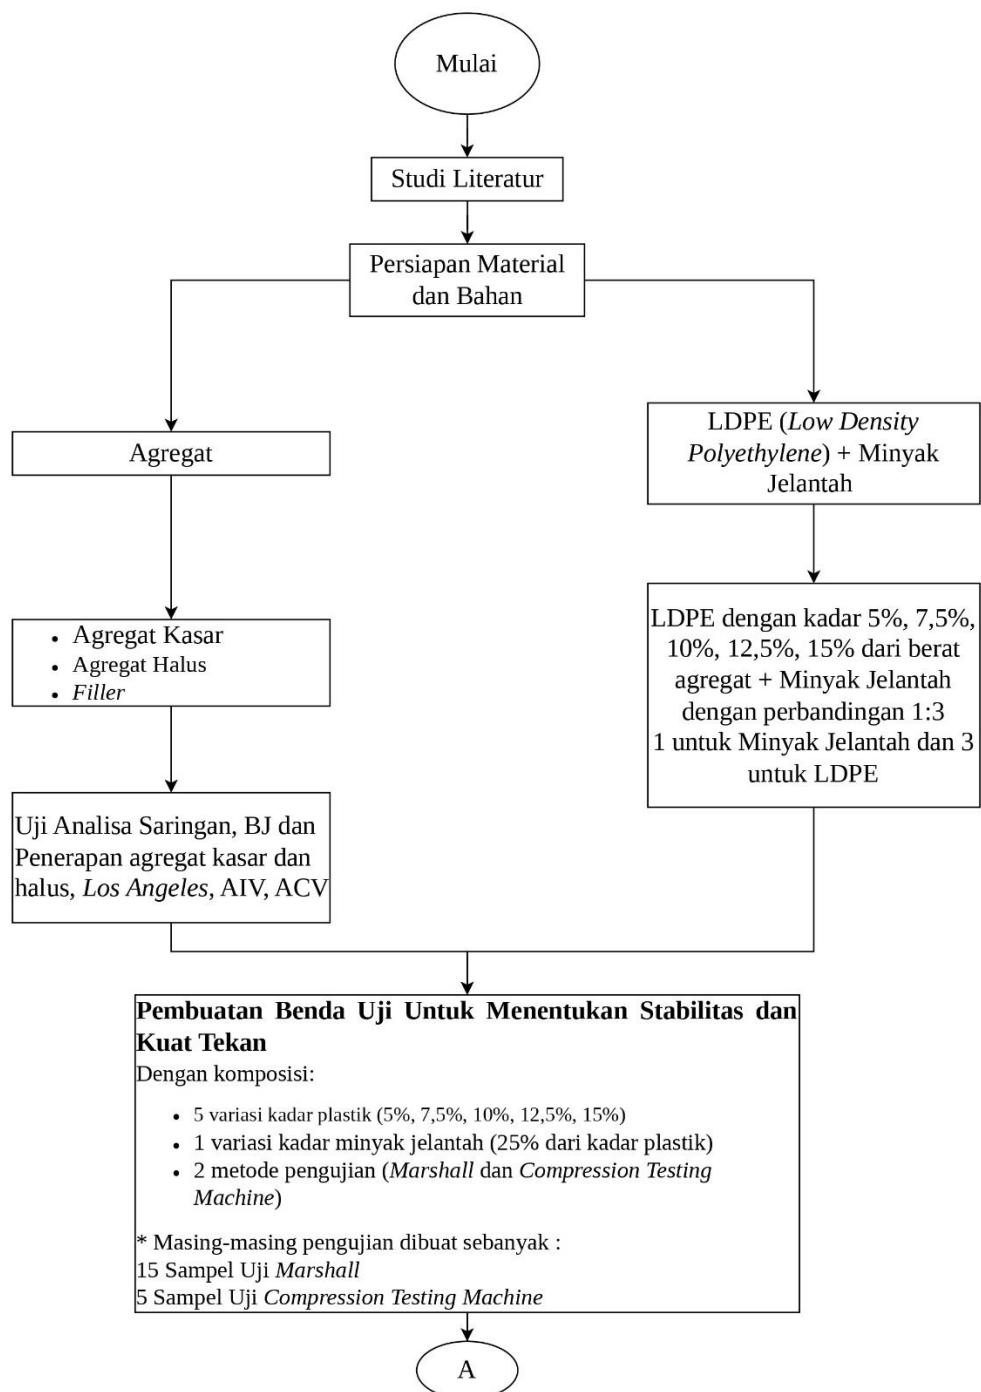 Mulai
Studi Literatur
Persiapan Material
dan Bahan
Agregat
LDPE (Low Density
Polyethylene) + Minyak
Jelantah
• Agregat Kasar
• Agregat Halus
• Filler
LDPE dengan kadar 5%, 7,5%,
10%, 12,5%, 15% dari berat
agregat + Minyak Jelantah
dengan perbandingan 1:3
1 untuk Minyak Jelantah dan 3
untuk LDPE
Uji Analisa Saringan, BJ dan
Penerapan agregat kasar dan
halus, Los Angeles, AIV, ACV
Pembuatan Benda Uji Untuk Menentukan Stabilitas dan
Kuat Tekan
Dengan komposisi:
• 5 variasi kadar plastik (5%, 7,5%, 10%, 12,5%, 15%)
• 1 variasi kadar minyak jelantah (25% dari kadar plastik)
• 2 metode pengujian (Marshall dan Compression Testing
Machine)
* Masing-masing pengujian dibuat sebanyak :
15 Sampel Uji Marshall
5 Sampel Uji Compression Testing Machine
A